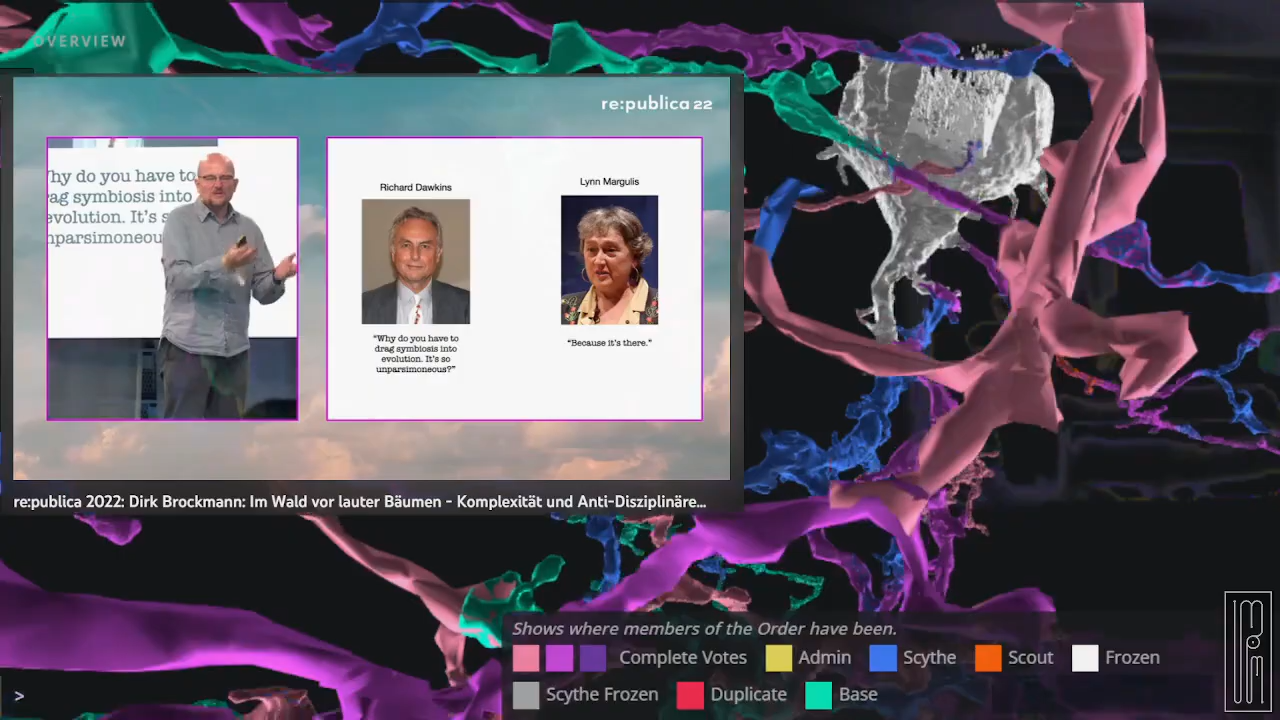 OVERVIEW
re:publica 22
hy do you have to
ag symbiosis into
evolution. It's s
parsimoneou
Richard Dawkins
Lynn Margulis
"Why do you have to
drag symbiosis into
evolution. It's so
unparsimoneous?"
"Because it's there."
re:publica 2022: Dirk Brockmann: Im Wald vor lauter Bäumen – Komplexität und Anti-Disziplinäre...
Shows where members of the Order have been.
Complete Votes Admin Scythe Scout Frozen
Scythe Frozen Duplicate Base
>